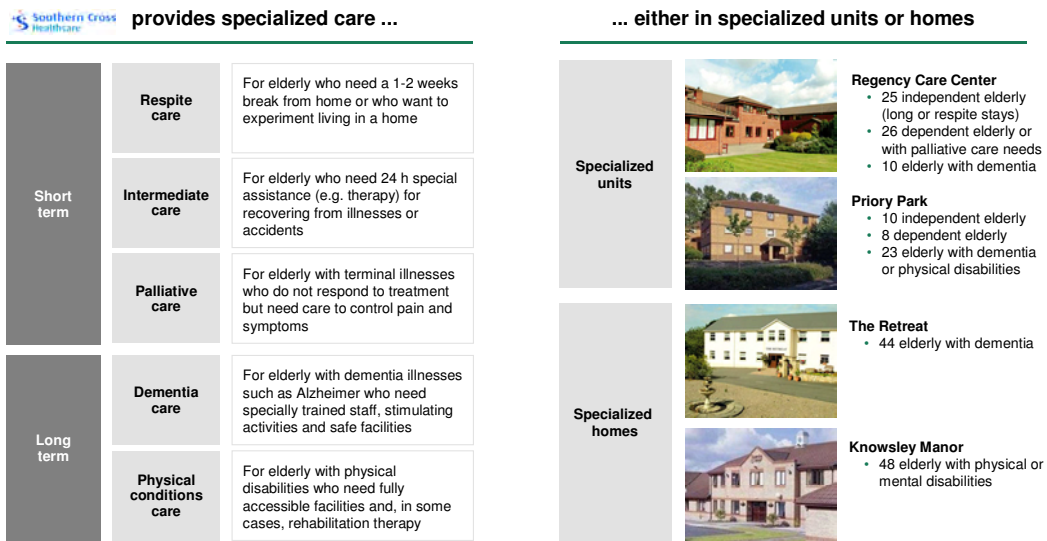 Southern Cross
Healthcare
provides specialized care ...
Short
term
Respite
care
For elderly who need a 1-2 weeks
break from home or who want to
experiment living in a home
Intermediate
care
For elderly who need 24 h special
assistance (e.g. therapy) for
recovering from illnesses or
accidents
Palliative
care
For elderly with terminal illnesses
who do not respond to treatment
but need care to control pain and
symptoms
Long
term
Dementia
care
For elderly with dementia illnesses
such as Alzheimer who need
specially trained staff, stimulating
activities and safe facilities
Physical
conditions
care
For elderly with physical
disabilities who need fully
accessible facilities and, in some
cases, rehabilitation therapy
... either in specialized units or homes
Specialized
units
Regency Care Center
• 25 independent elderly
(long or respite stays)
• 26 dependent elderly or
with palliative care needs
• 10 elderly with dementia
Priory Park
• 10 independent elderly
• 8 dependent elderly
• 23 elderly with dementia
or physical disabilities
Specialized
homes
The Retreat
• 44 elderly with dementia
Knowsley Manor
• 48 elderly with physical or
mental disabilities